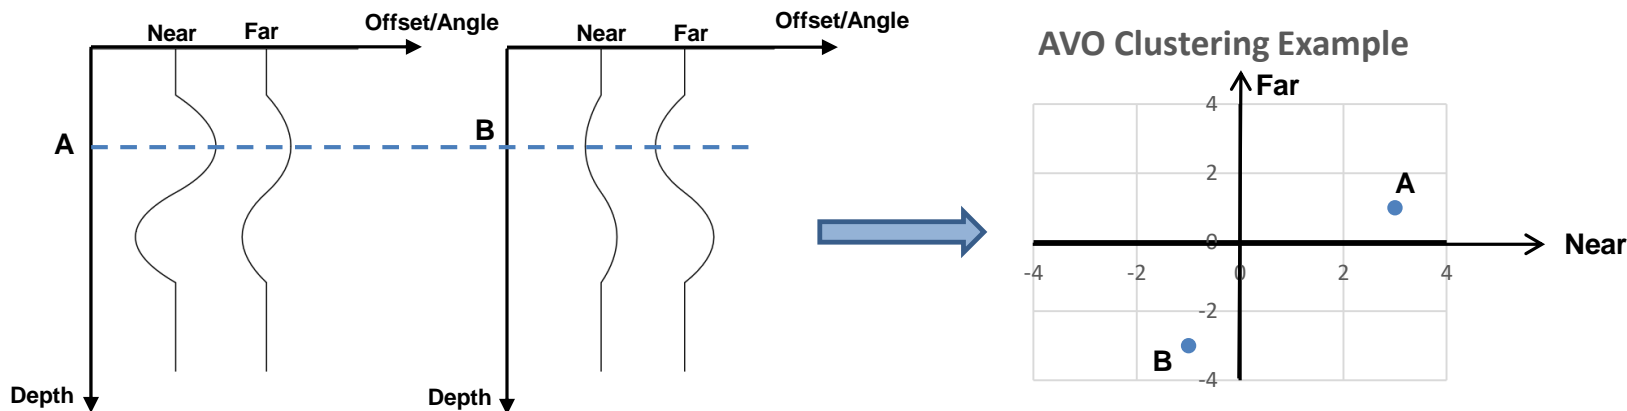 Near
Far
Offset/Angle
A
Depth
Near
Far
Offset/Angle
B
Depth
AVO Clustering Example
Far
4
2
0
-2
-4
-4
-2
0
2
4
A
B
Near